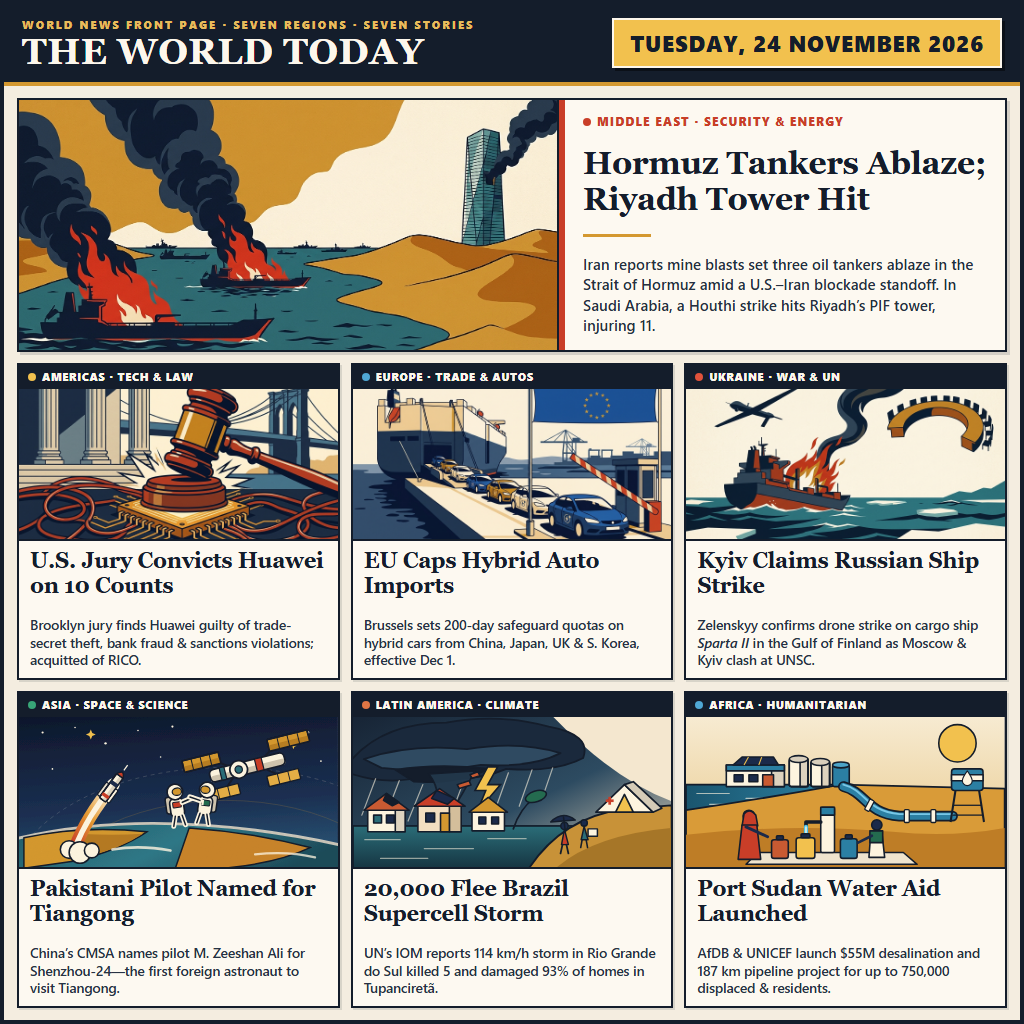 WORLD NEWS FRONT PAGE · SEVEN REGIONS · SEVEN STORIES
THE WORLD TODAY
TUESDAY, 24 NOVEMBER 2026
MIDDLE EAST · SECURITY & ENERGY
Hormuz Tankers Ablaze;
Riyadh Tower Hit
Iran reports mine blasts set three oil tankers ablaze in the
Strait of Hormuz amid a U.S.–Iran blockade standoff. In
Saudi Arabia, a Houthi strike hits Riyadh's PIF tower,
injuring 11.
AMERICAS · TECH & LAW
U.S. Jury Convicts Huawei
on 10 Counts
Brooklyn jury finds Huawei guilty of trade-
secret theft, bank fraud & sanctions violations;
acquitted of RICO.
EUROPE · TRADE & AUTOS
EU Caps Hybrid Auto
Imports
Brussels sets 200-day safeguard quotas on
hybrid cars from China, Japan, UK & S. Korea,
effective Dec 1.
UKRAINE · WAR & UN
Kyiv Claims Russian Ship
Strike
Zelenskyy confirms drone strike on cargo ship
Sparta II in the Gulf of Finland as Moscow &
Kyiv clash at UNSC.
ASIA · SPACE & SCIENCE
Pakistani Pilot Named for
Tiangong
China's CMSA names pilot M. Zeeshan Ali for
Shenzhou-24—the first foreign astronaut to
visit Tiangong.
LATIN AMERICA · CLIMATE
20,000 Flee Brazil
Supercell Storm
UN's IOM reports 114 km/h storm in Rio Grande
do Sul killed 5 and damaged 93% of homes in
Tupanciretã.
AFRICA · HUMANITARIAN
Port Sudan Water Aid
Launched
AfDB & UNICEF launch $55M desalination and
187 km pipeline project for up to 750,000
displaced & residents.